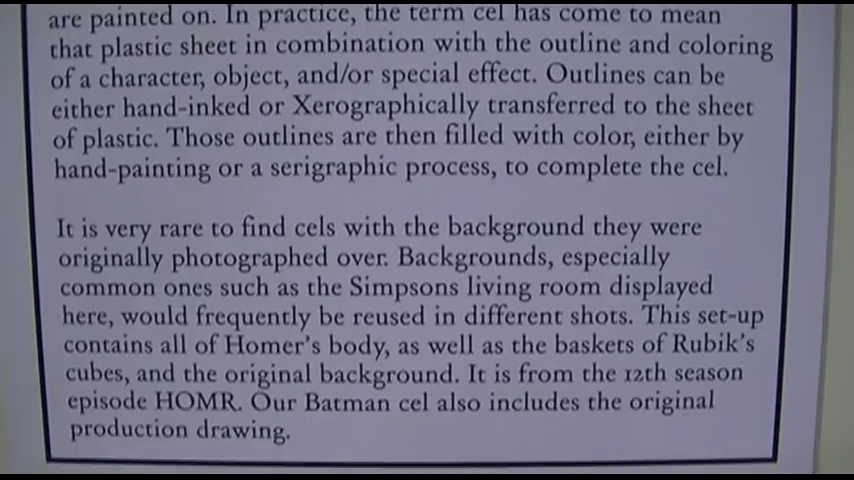 are painted on. In practice, the term cel has come to mean
that plastic sheet in combination with the outline and coloring
of a character, object, and/or special effect. Outlines can be
either hand-inked or Xerographically transferred to the sheet
of plastic. Those outlines are then filled with color, either by
hand-painting or a serigraphic process, to complete the cel.
It is very rare to find cels with the background they were
originally photographed over. Backgrounds, especially
common ones such as the Simpsons living room displayed
here, would frequently be reused in different shots. This set-up
contains all of Homer's body, as well as the baskets of Rubik's
cubes, and the original background. It is from the 12th season
episode HOMR. Our Batman cel also includes the original
production drawing.